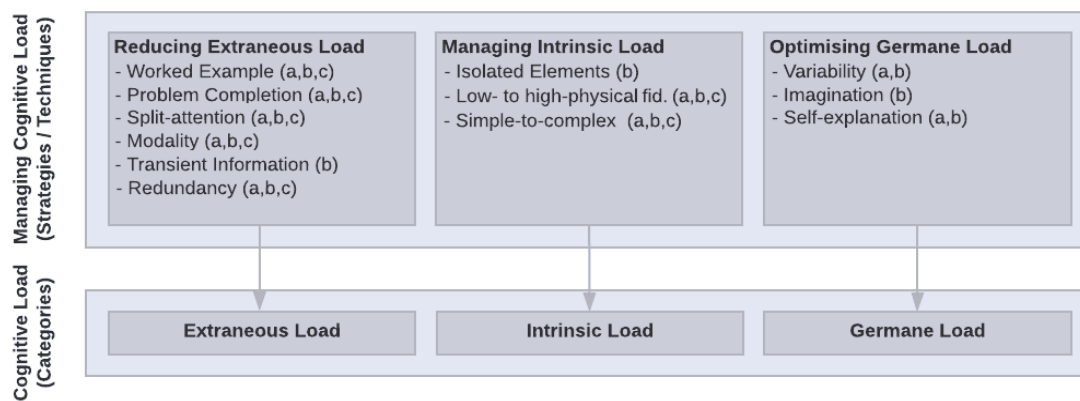 Managing Cognitive Load
(Strategies / Techniques)
Reducing Extraneous Load
- Worked Example (a,b,c)
- Problem Completion (a,b,c)
- Split-attention (a,b,c)
- Modality (a,b,c)
- Transient Information (b)
- Redundancy (a,b,c)
Managing Intrinsic Load
- Isolated Elements (b)
- Low- to high-physical fid. (a,b,c)
- Simple-to-complex (a,b,c)
Optimising Germane Load
- Variability (a,b)
- Imagination (b)
- Self-explanation (a,b)
Cognitive Load
(Categories)
Extraneous Load
Intrinsic Load
Germane Load